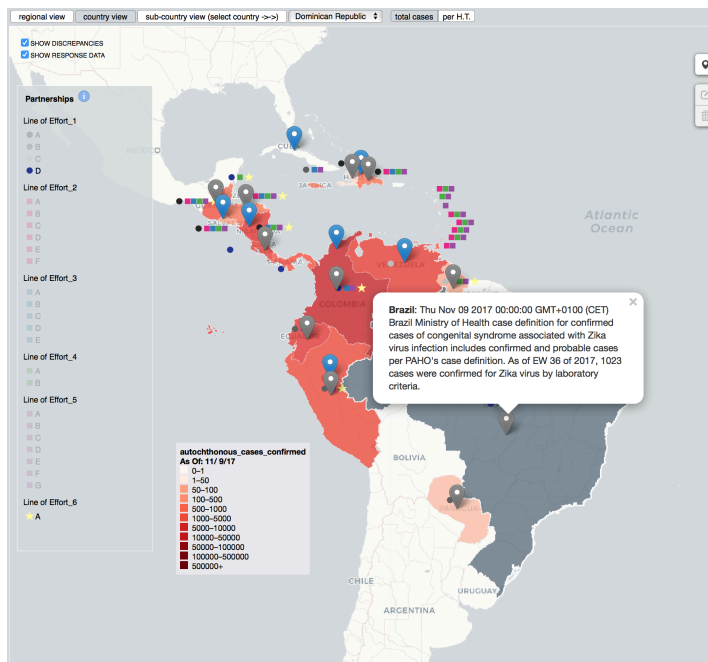 regional view country view sub-country view (select country ->->) Dominican Republic total cases per H.T.
SHOW DISCREPANCIES
SHOW RESPONSE DATA
Partnerships i
Line of Effort_1
A
B
C
D
Line of Effort_2
A
B
C
D
E
F
Line of Effort_3
A
B
C
D
E
Line of Effort_4
A
B
Line of Effort_5
A
B
C
D
E
F
G
Line of Effort_6
A
MEXICO
JAMAICA
VENEZUELA
COLOMBIA
Atlantic
Ocean
Brazil: Thu Nov 09 2017 00:00:00 GMT+0100 (CET)
Brazil Ministry of Health case definition for confirmed
cases of congenital syndrome associated with Zika
virus infection includes confirmed and probable cases
per PAHO's case definition. As of EW 36 of 2017, 1023
cases were confirmed for Zika virus by laboratory
criteria.
×
autochthonous_cases_confirmed
As Of: 11/ 9/17
0–1
1–50
50–100
100–500
500–1000
1000–5000
5000–10000
10000–50000
50000–100000
100000–500000
500000+
BOLIVIA
CHILE
URUGUAY
ARGENTINA